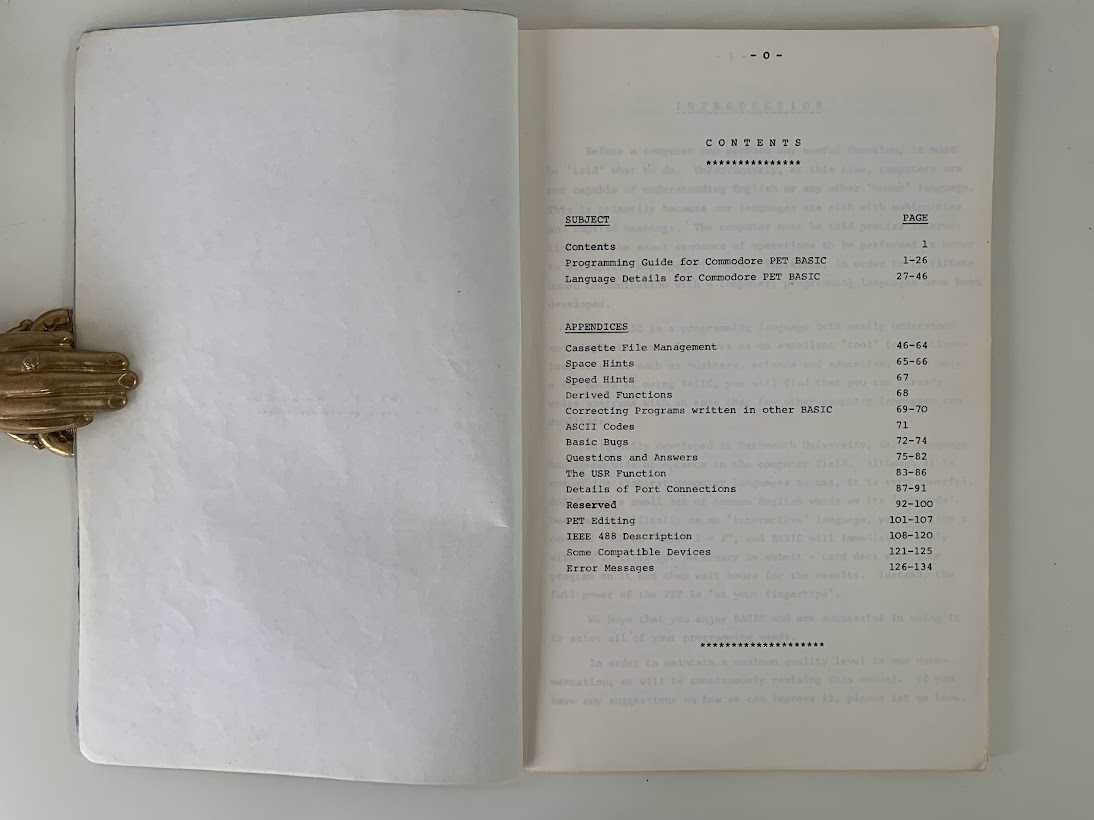 - 0 -
C O N T E N T S
***************
SUBJECT PAGE
Contents 1
Programming Guide for Commodore PET BASIC 1-26
Language Details for Commodore PET BASIC 27-46
APPENDICES
Cassette File Management 46-64
Space Hints 65-66
Speed Hints 67
Derived Functions 68
Correcting Programs written in other BASIC 69-70
ASCII Codes 71
Basic Bugs 72-74
Questions and Answers 75-82
The USR Function 83-86
Details of Port Connections 87-91
Reserved 92-100
PET Editing 101-107
IEEE 488 Description 108-120
Some Compatible Devices 121-125
Error Messages 126-134
********************